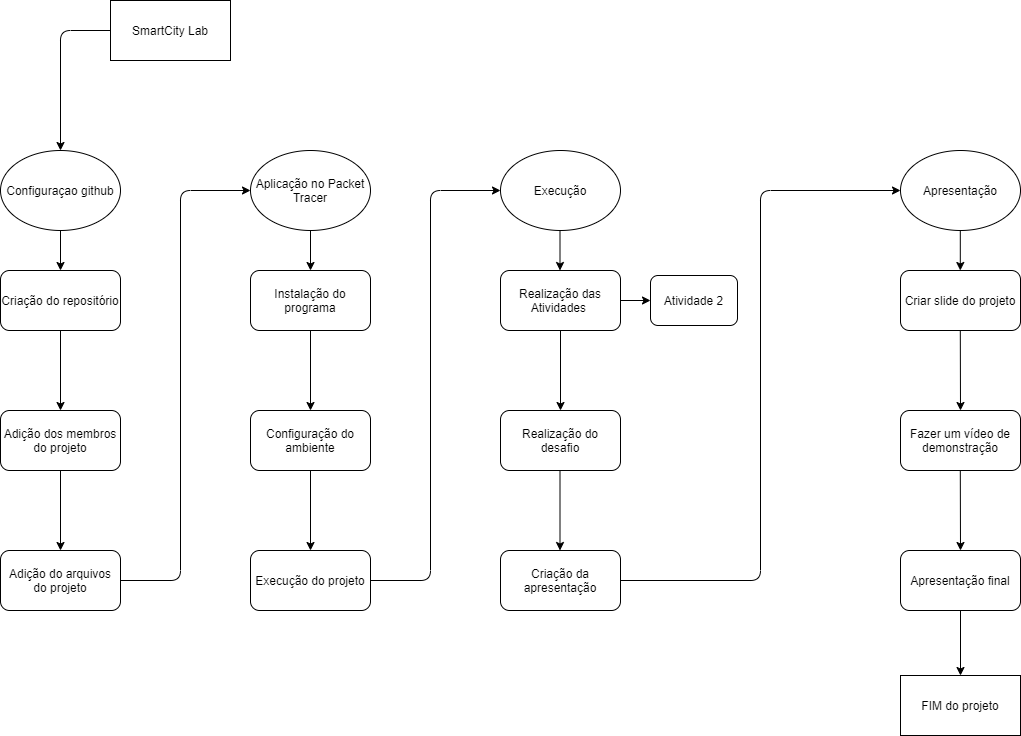 SmartCity Lab
Configuraçao github
Criação do repositório
Adição dos membros
do projeto
Adição do arquivos
do projeto
Aplicação no Packet
Tracer
Instalação do
programa
Configuração do
ambiente
Execução do projeto
Execução
Realização das
Atividades
Atividade 2
Realização do
desafio
Criação da
apresentação
Apresentação
Criar slide do projeto
Fazer um vídeo de
demonstração
Apresentação final
FIM do projeto